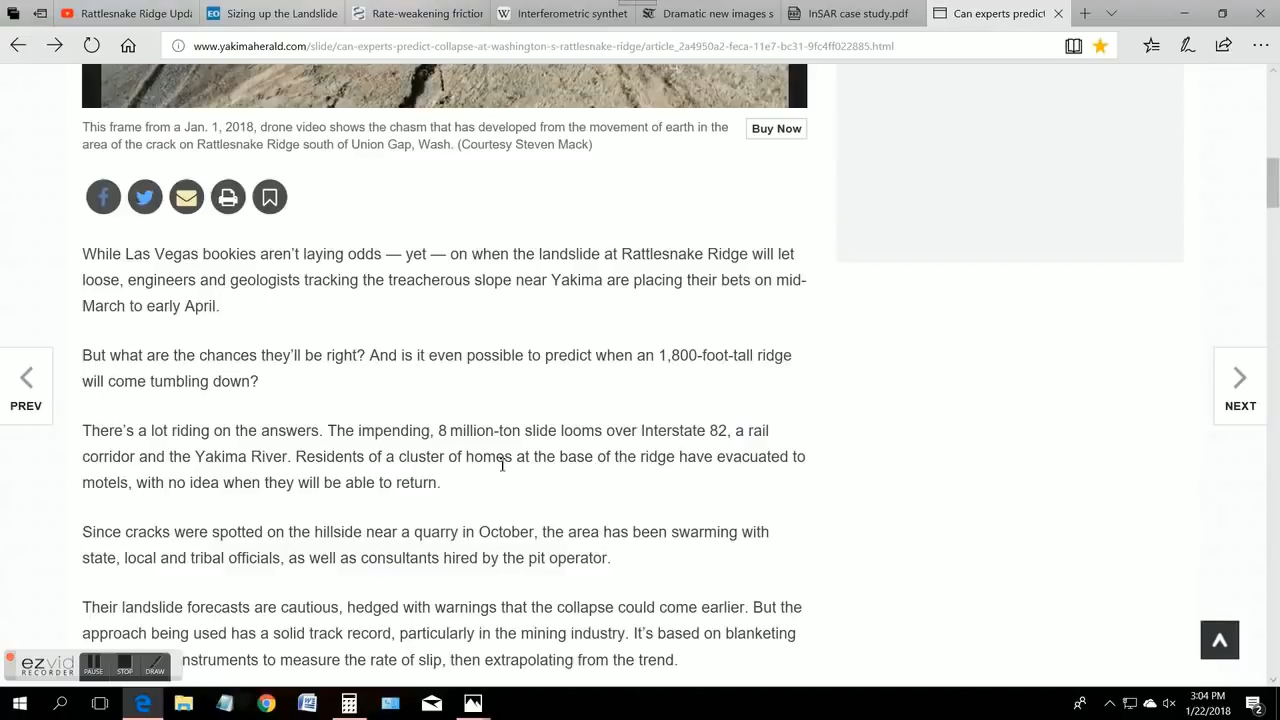 Rattlesnake Ridge Upda
Sizing up the Landslide
Rate-weakening friction
Interferometric synthet
Dramatic new images s
InSAR case study.pdf
Can experts predict
www.yakimaherald.com/slide/can-experts-predict-collapse-at-washington-s-rattlesnake-ridge/article_2a4950a2-feca-11e7-bc31-9fc4ff022885.html
This frame from a Jan. 1, 2018, drone video shows the chasm that has developed from the movement of earth in the
area of the crack on Rattlesnake Ridge south of Union Gap, Wash. (Courtesy Steven Mack)
Buy Now
While Las Vegas bookies aren't laying odds — yet — on when the landslide at Rattlesnake Ridge will let
loose, engineers and geologists tracking the treacherous slope near Yakima are placing their bets on mid-
March to early April.
But what are the chances they'll be right? And is it even possible to predict when an 1,800-foot-tall ridge
will come tumbling down?
PREV
NEXT
There's a lot riding on the answers. The impending, 8 million-ton slide looms over Interstate 82, a rail
corridor and the Yakima River. Residents of a cluster of homes at the base of the ridge have evacuated to
motels, with no idea when they will be able to return.
Since cracks were spotted on the hillside near a quarry in October, the area has been swarming with
state, local and tribal officials, as well as consultants hired by the pit operator.
Their landslide forecasts are cautious, hedged with warnings that the collapse could come earlier. But the
approach being used has a solid track record, particularly in the mining industry. It's based on blanketing
nstruments to measure the rate of slip, then extrapolating from the trend.
ezvid
RECORDER
PAUSE
STOP
DRAW
3:04 PM
1/22/2018
2